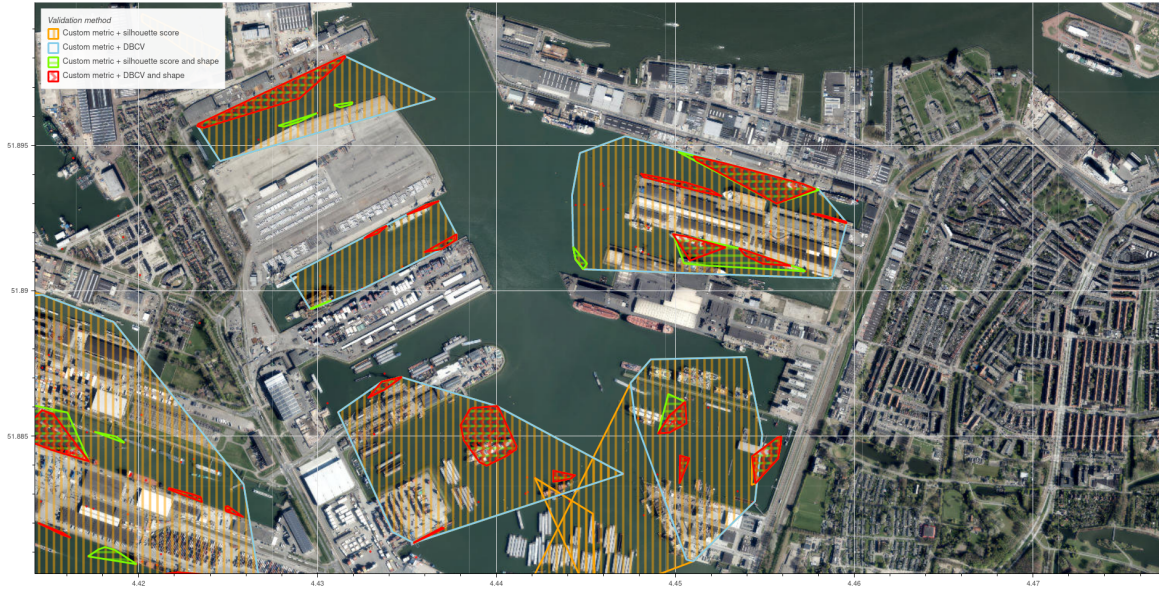 Validation method
Custom metric + silhouette score
Custom metric + DBCV
Custom metric + silhouette score and shape
Custom metric + DBCV and shape
51.895
51.89
51.885
4.42
4.43
4.44
4.45
4.46
4.47